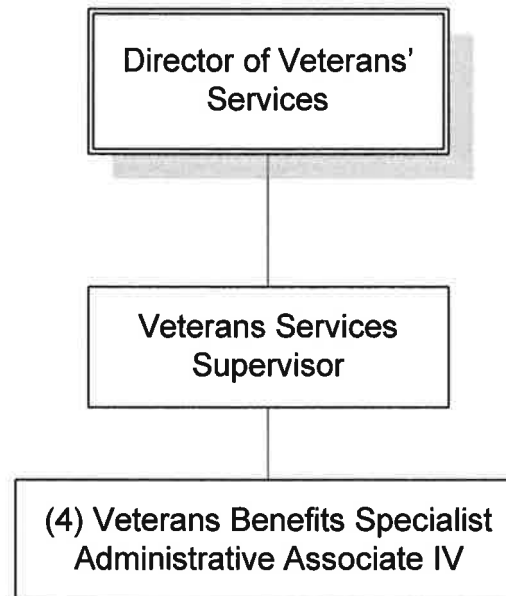 Director of Veterans’
Services
Veterans Services
Supervisor
(4) Veterans Benefits Specialist
Administrative Associate IV